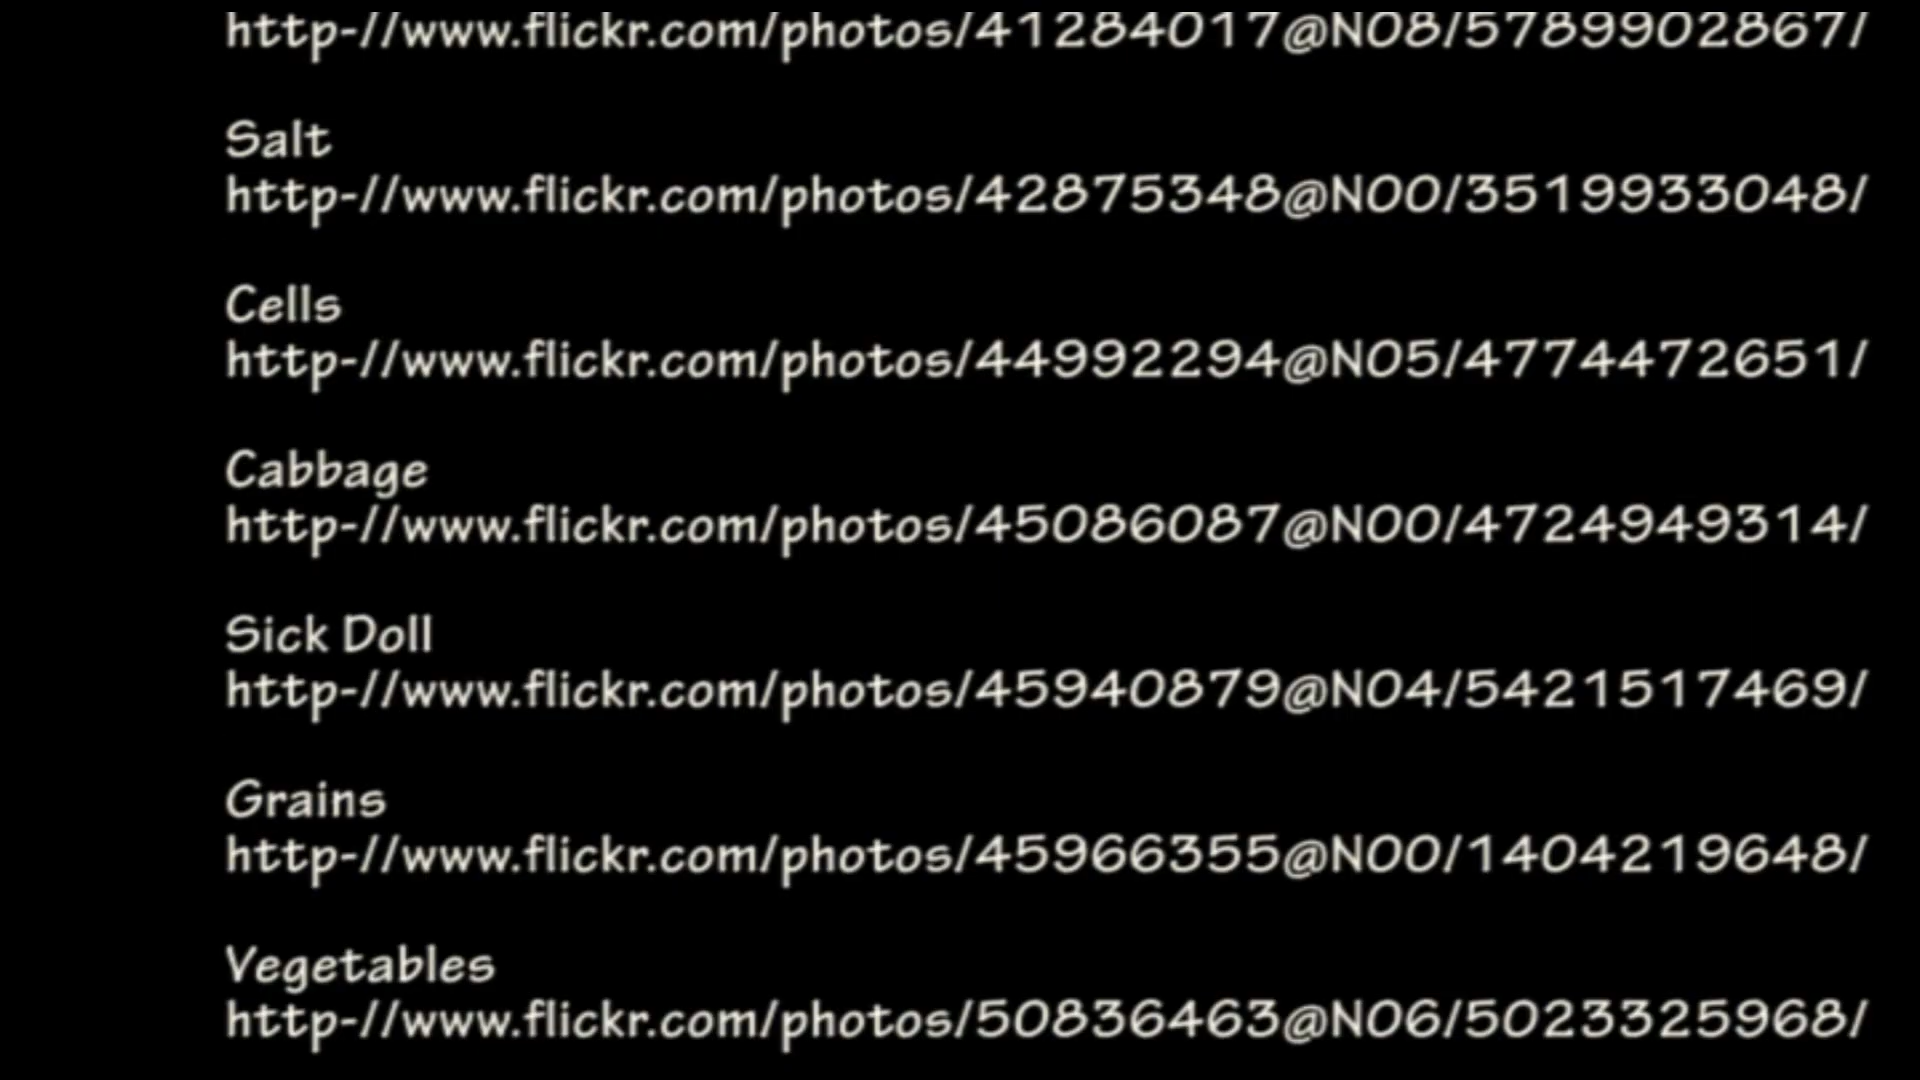 http-//www.flickr.com/photos/41284017@N08/5789902867/
Salt
http-//www.flickr.com/photos/42875348@N00/3519933048/
Cells
http-//www.flickr.com/photos/44992294@N05/4774472651/
Cabbage
http-//www.flickr.com/photos/45086087@N00/4724949314/
Sick Doll
http-//www.flickr.com/photos/45940879@N04/5421517469/
Grains
http-//www.flickr.com/photos/45966355@N00/1404219648/
Vegetables
http-//www.flickr.com/photos/50836463@N06/5023325968/